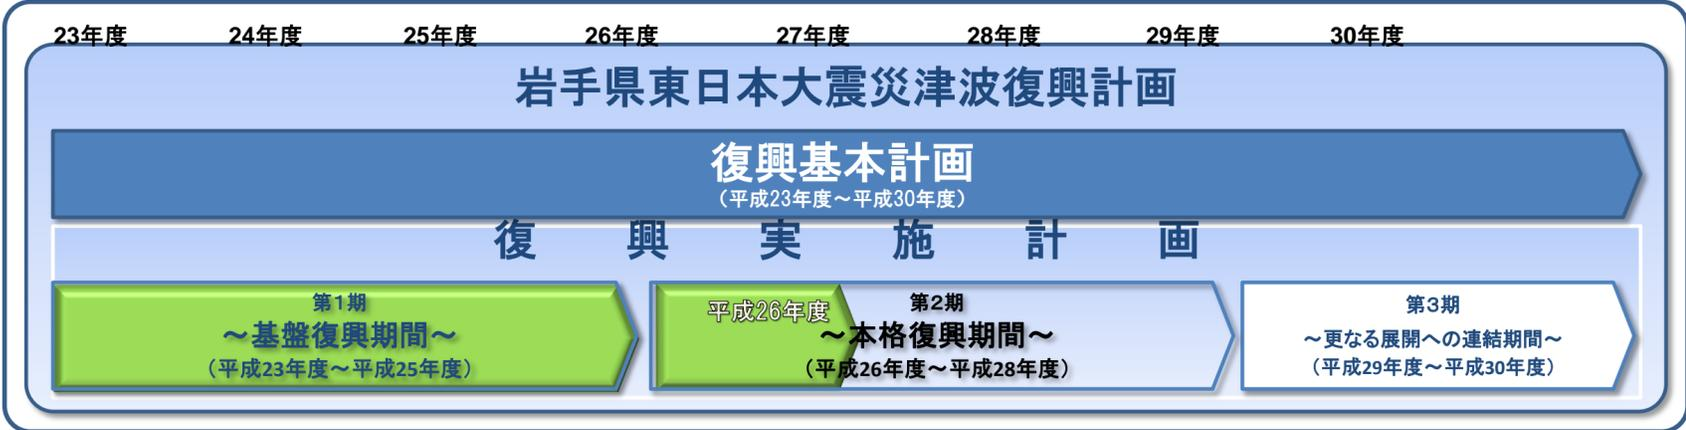 23年度 24年度 25年度 26年度 27年度 28年度 29年度 30年度
岩手県東日本大震災津波復興計画
復興基本計画
（平成23年度～平成30年度）
復興実施計画
第１期
～基盤復興期間～
（平成23年度～平成25年度）
平成26年度
第２期
～本格復興期間～
（平成26年度～平成28年度）
第３期
～更なる展開への連結期間～
（平成29年度～平成30年度）